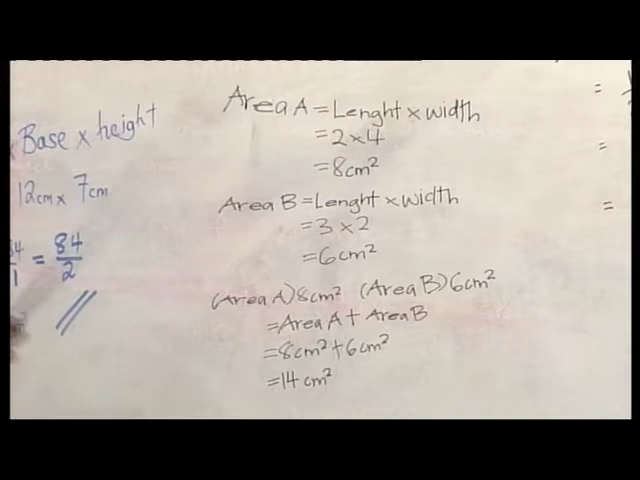 x Base x height
12cm x 7cm
= 84
2
1
Area A = Lenght x width
= 2 x 4
= 8cm²
Area B = Lenght x width
= 3 x 2
= 6cm²
(Area A) 8cm² (Area B) 6cm²
= Area A + Area B
= 8cm² + 6cm²
= 14 cm²
=
=
=